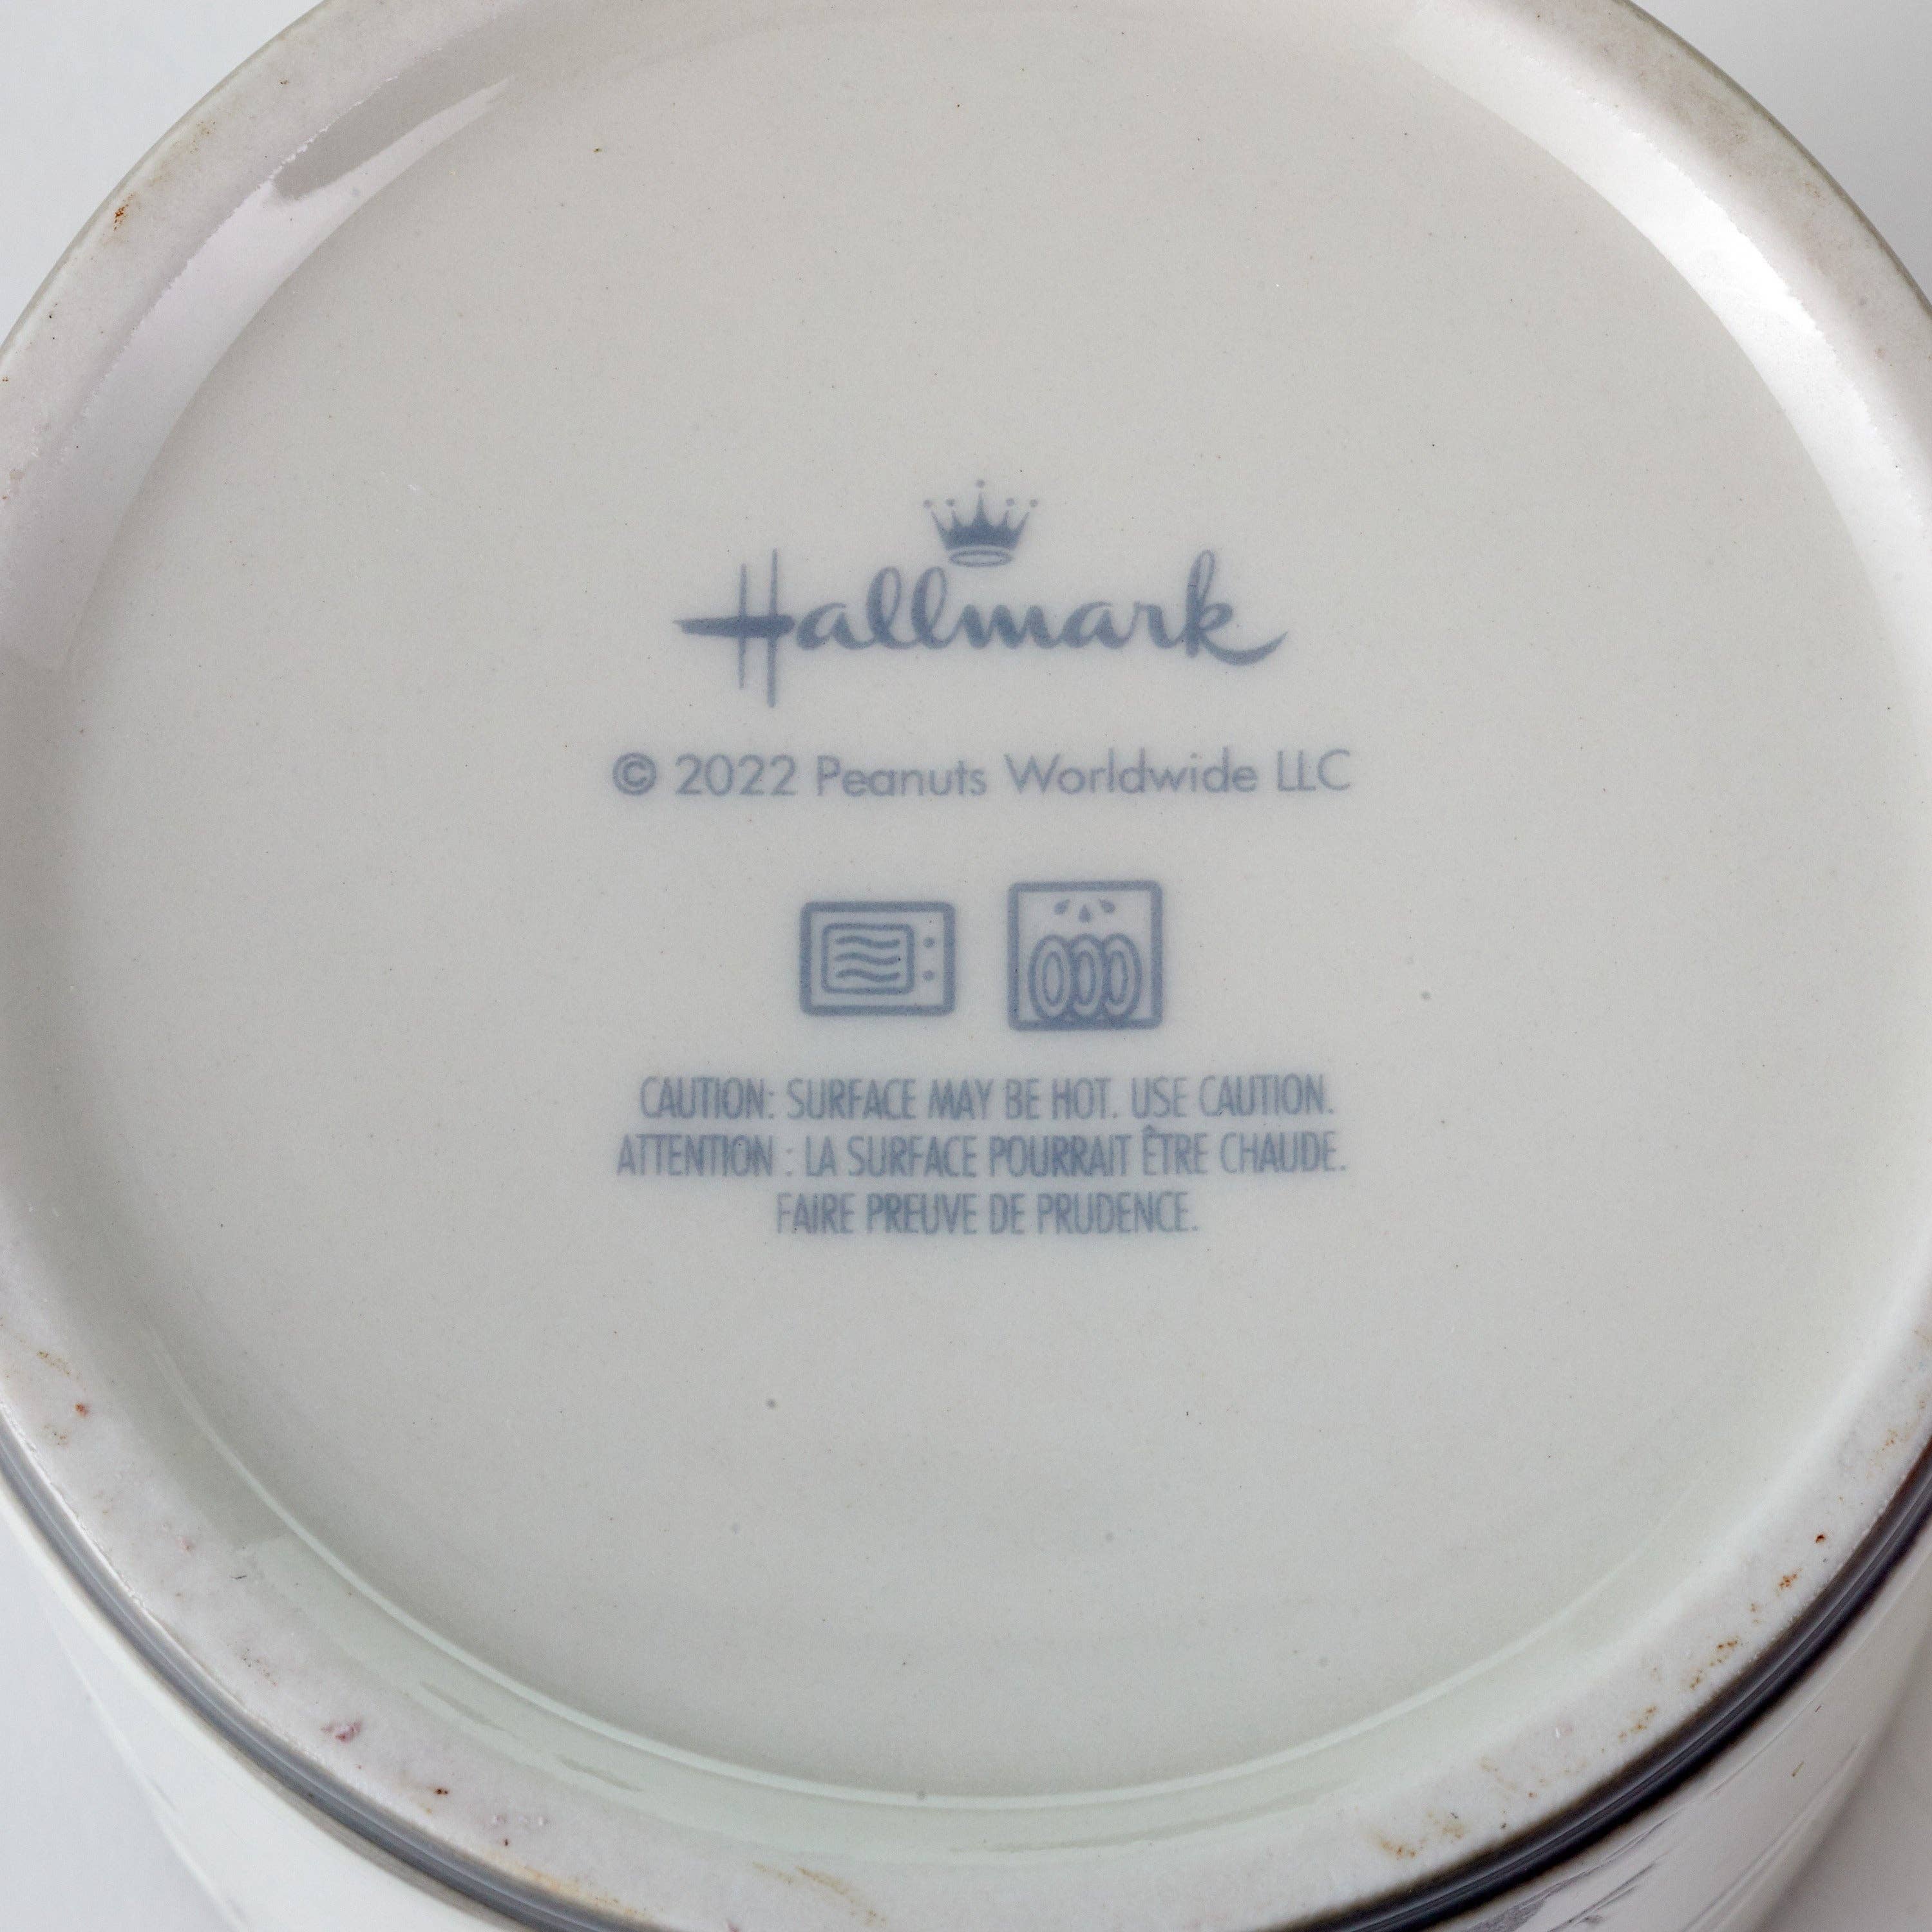 Hallmark
© 2022 Peanuts Worldwide LLC
CAUTION: SURFACE MAY BE HOT. USE CAUTION.
ATTENTION : LA SURFACE POURRAIT ÊTRE CHAUDE.
FAIRE PREUVE DE PRUDENCE.